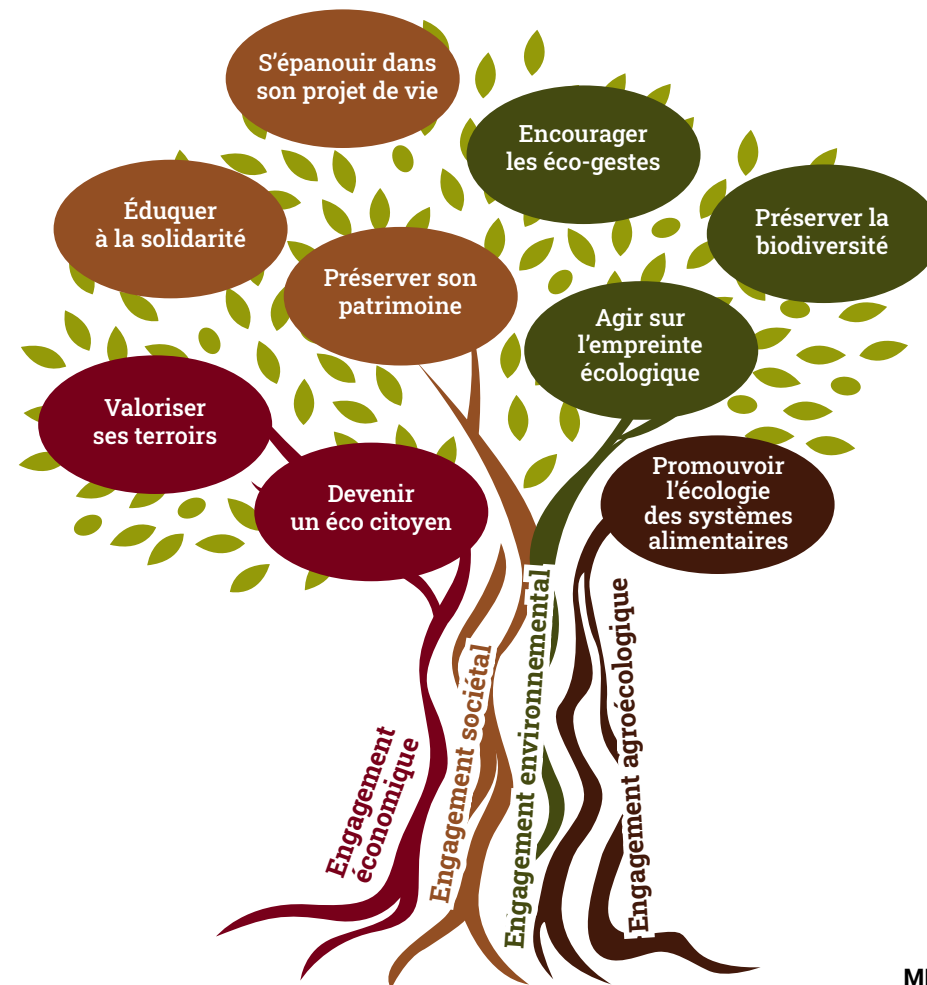 S’épanouir dans
son projet de vie
Encourager
les éco-gestes
Éduquer
à la solidarité
Préserver la
biodiversité
Préserver son
patrimoine
Agir sur
l’empreinte
écologique
Valoriser
ses terroirs
Devenir
un éco citoyen
Promouvoir
l’écologie
des systèmes
alimentaires
Engagement
économique
Engagement sociétal
Engagement environnemental
Engagement agroécologique